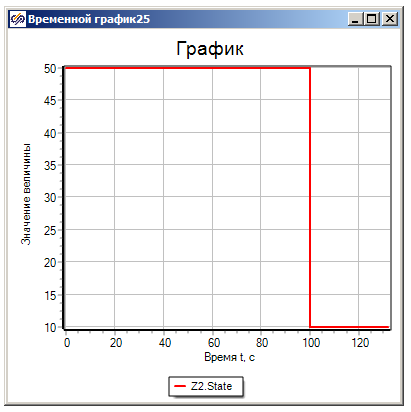 Временной график25
График
Значение величины
50
45
40
35
30
25
20
15
10
0 20 40 60 80 100 120
Время t, с
Z2.State